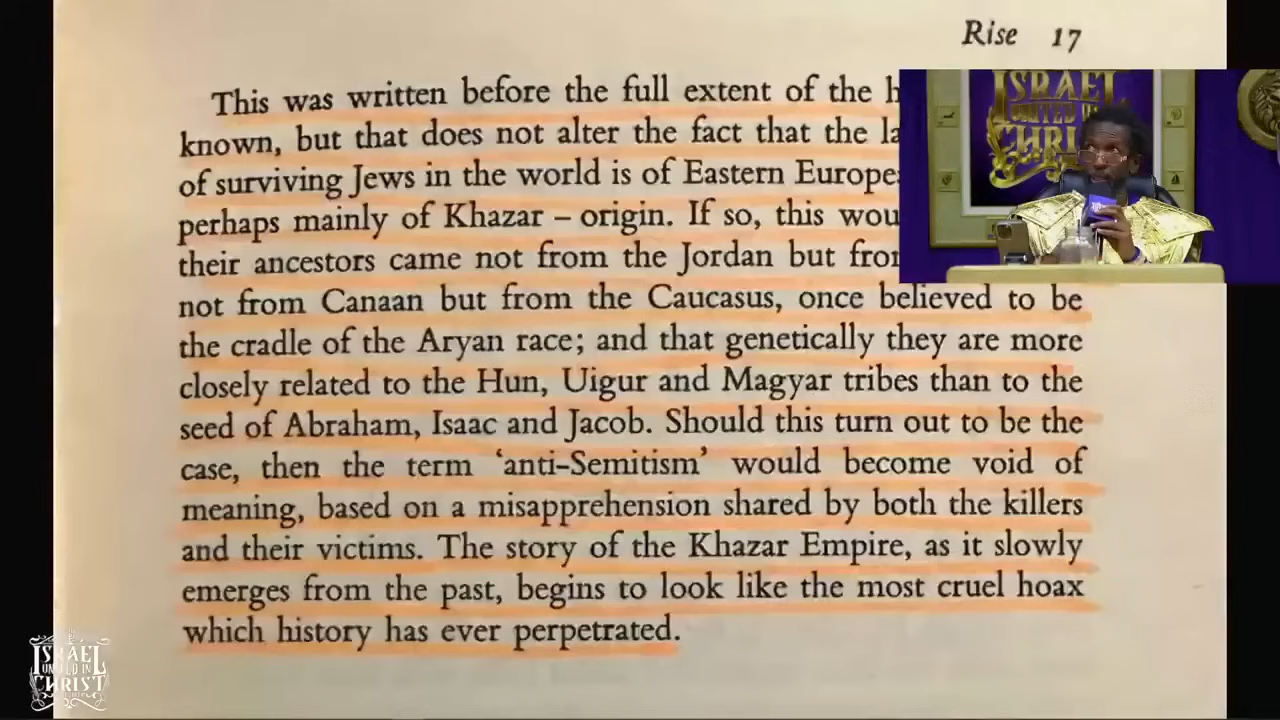 Rise 17
This was written before the full extent of the
known, but that does not alter the fact that the
of surviving Jews in the world is of Eastern
perhaps mainly of Khazar – origin. If so, this
their ancestors came not from the Jordan but
not from Canaan but from the Caucasus, once believed to be
the cradle of the Aryan race; and that genetically they are more
closely related to the Hun, Uigur and Magyar tribes than to the
seed of Abraham, Isaac and Jacob. Should this turn out to be the
case, then the term ‘anti-Semitism’ would become void of
meaning, based on a misapprehension shared by both the killers
and their victims. The story of the Khazar Empire, as it slowly
emerges from the past, begins to look like the most cruel hoax
which history has ever perpetrated.
ISRAEL
UNITED IN
CHRIST
ISRAEL
UNITED IN
CHRIST